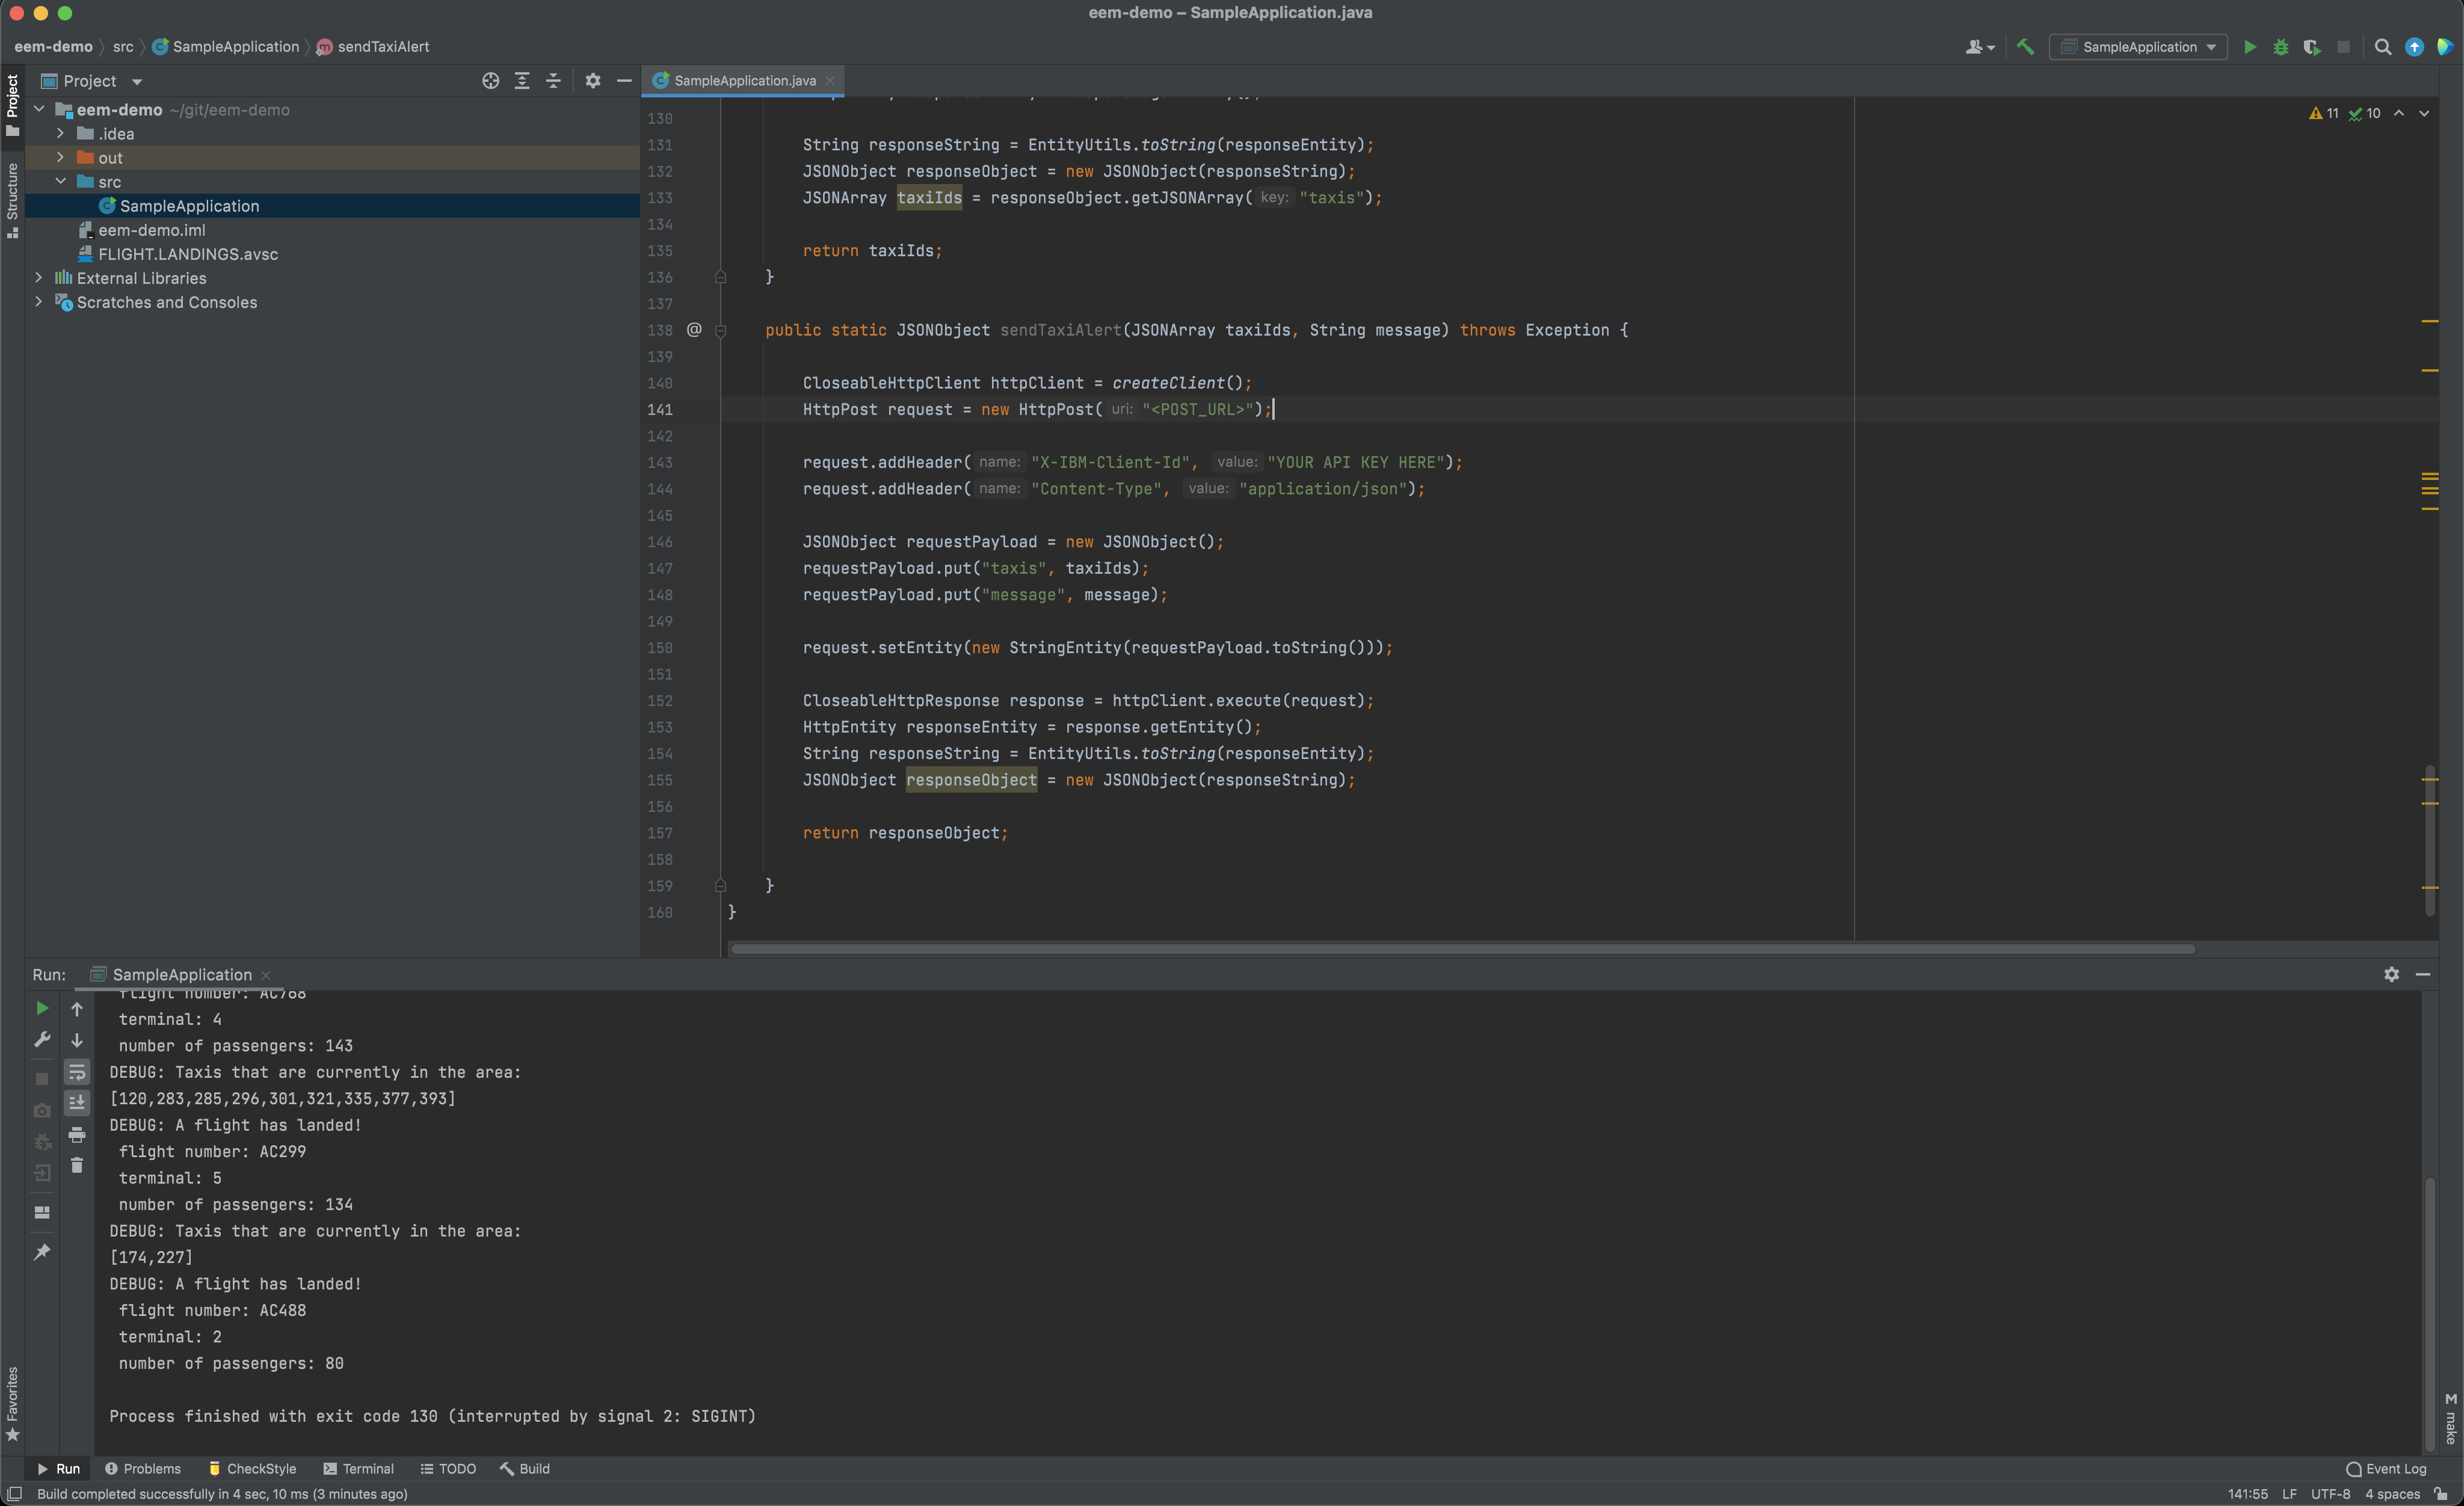 eem-demo – SampleApplication.java
eem-demo src SampleApplication sendTaxiAlert
SampleApplication
Project
Project
SampleApplication.java
eem-demo ~/git/eem-demo
.idea
out
src
SampleApplication
eem-demo.iml
FLIGHT.LANDINGS.avsc
External Libraries
Scratches and Consoles
Structure
Favorites
11 10
130
131 String responseString = EntityUtils.toString(responseEntity);
132 JSONObject responseObject = new JSONObject(responseString);
133 JSONArray taxiIds = responseObject.getJSONArray( key: "taxis");
134
135 return taxiIds;
136 }
137
138 @ public static JSONObject sendTaxiAlert(JSONArray taxiIds, String message) throws Exception {
139
140 CloseableHttpClient httpClient = createClient();
141 HttpPost request = new HttpPost( uri: "<POST_URL>");
142
143 request.addHeader( name: "X-IBM-Client-Id", value: "YOUR API KEY HERE");
144 request.addHeader( name: "Content-Type", value: "application/json");
145
146 JSONObject requestPayload = new JSONObject();
147 requestPayload.put("taxis", taxiIds);
148 requestPayload.put("message", message);
149
150 request.setEntity(new StringEntity(requestPayload.toString()));
151
152 CloseableHttpResponse response = httpClient.execute(request);
153 HttpEntity responseEntity = response.getEntity();
154 String responseString = EntityUtils.toString(responseEntity);
155 JSONObject responseObject = new JSONObject(responseString);
156
157 return responseObject;
158
159 }
160 }
Run: SampleApplication
flight number: AC768
terminal: 4
number of passengers: 143
DEBUG: Taxis that are currently in the area:
[120,283,285,296,301,321,335,377,393]
DEBUG: A flight has landed!
flight number: AC299
terminal: 5
number of passengers: 134
DEBUG: Taxis that are currently in the area:
[174,227]
DEBUG: A flight has landed!
flight number: AC488
terminal: 2
number of passengers: 80
Process finished with exit code 130 (interrupted by signal 2: SIGINT)
M make
Run Problems CheckStyle Terminal TODO Build Event Log
Build completed successfully in 4 sec, 10 ms (3 minutes ago) 141:55 LF UTF-8 4 spaces